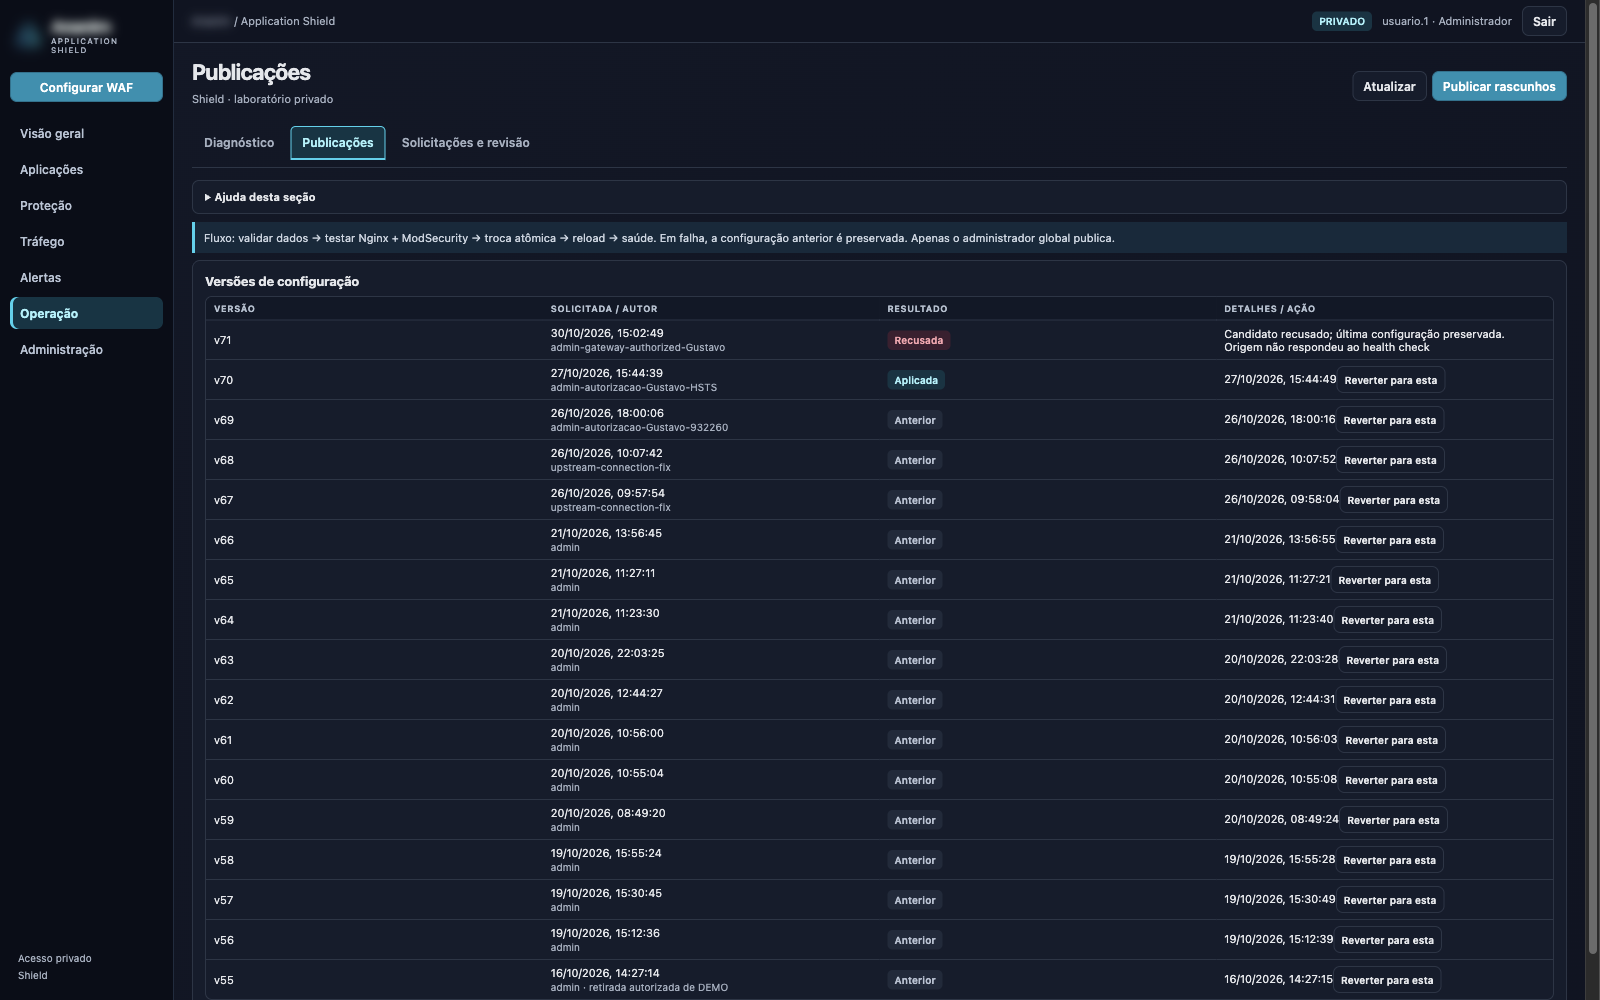 APPLICATION
SHIELD
Configurar WAF
Visão geral
Aplicações
Proteção
Tráfego
Alertas
Operação
Administração
Acesso privado
Shield
/ Application Shield
PRIVADO
usuario.1 · Administrador
Sair
Publicações
Shield · laboratório privado
Atualizar
Publicar rascunhos
Diagnóstico
Publicações
Solicitações e revisão
Ajuda desta seção
Fluxo: validar dados → testar Nginx + ModSecurity → troca atômica → reload → saúde. Em falha, a configuração anterior é preservada. Apenas o administrador global publica.
Versões de configuração
VERSÃO SOLICITADA / AUTOR RESULTADO DETALHES / AÇÃO
v71
30/10/2026, 15:02:49
admin-gateway-authorized-Gustavo
Recusada
Candidato recusado; última configuração preservada.
Origem não respondeu ao health check
v70
27/10/2026, 15:44:39
admin-autorizacao-Gustavo-HSTS
Aplicada
27/10/2026, 15:44:49 Reverter para esta
v69
26/10/2026, 18:00:06
admin-autorizacao-Gustavo-932260
Anterior
26/10/2026, 18:00:16 Reverter para esta
v68
26/10/2026, 10:07:42
upstream-connection-fix
Anterior
26/10/2026, 10:07:52 Reverter para esta
v67
26/10/2026, 09:57:54
upstream-connection-fix
Anterior
26/10/2026, 09:58:04 Reverter para esta
v66
21/10/2026, 13:56:45
admin
Anterior
21/10/2026, 13:56:55 Reverter para esta
v65
21/10/2026, 11:27:11
admin
Anterior
21/10/2026, 11:27:21 Reverter para esta
v64
21/10/2026, 11:23:30
admin
Anterior
21/10/2026, 11:23:40 Reverter para esta
v63
20/10/2026, 22:03:25
admin
Anterior
20/10/2026, 22:03:28 Reverter para esta
v62
20/10/2026, 12:44:27
admin
Anterior
20/10/2026, 12:44:31 Reverter para esta
v61
20/10/2026, 10:56:00
admin
Anterior
20/10/2026, 10:56:03 Reverter para esta
v60
20/10/2026, 10:55:04
admin
Anterior
20/10/2026, 10:55:08 Reverter para esta
v59
20/10/2026, 08:49:20
admin
Anterior
20/10/2026, 08:49:24 Reverter para esta
v58
19/10/2026, 15:55:24
admin
Anterior
19/10/2026, 15:55:28 Reverter para esta
v57
19/10/2026, 15:30:45
admin
Anterior
19/10/2026, 15:30:49 Reverter para esta
v56
19/10/2026, 15:12:36
admin
Anterior
19/10/2026, 15:12:39 Reverter para esta
v55
16/10/2026, 14:27:14
admin · retirada autorizada de DEMO
Anterior
16/10/2026, 14:27:15 Reverter para esta